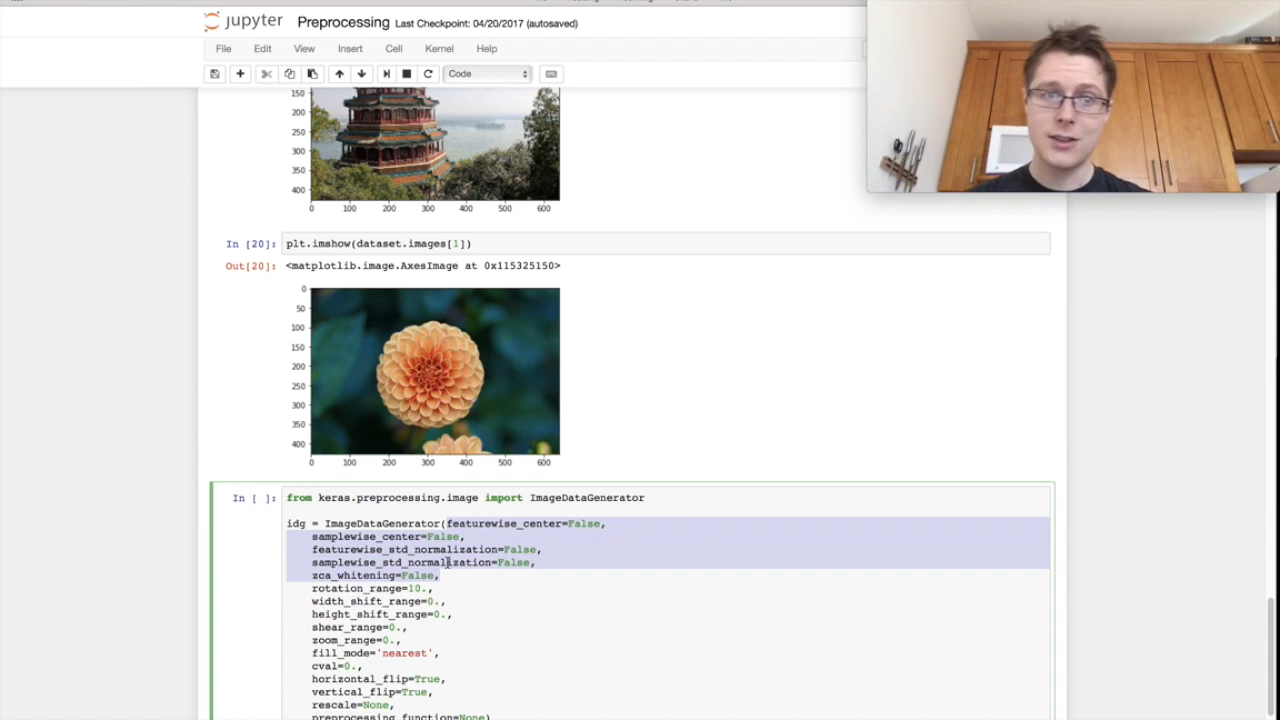 jupyter Preprocessing Last Checkpoint: 04/20/2017 (autosaved)
File Edit View Insert Cell Kernel Help
Code
150
200
250
300
350
400
0 100 200 300 400 500 600
In [20]: plt.imshow(dataset.images[1])
Out[20]: <matplotlib.image.AxesImage at 0x115325150>
0
50
100
150
200
250
300
350
400
0 100 200 300 400 500 600
In [ ]: from keras.preprocessing.image import ImageDataGenerator
idg = ImageDataGenerator(featurewise_center=False,
samplewise_center=False,
featurewise_std_normalization=False,
samplewise_std_normalization=False,
zca_whitening=False,
rotation_range=10.,
width_shift_range=0.,
height_shift_range=0.,
shear_range=0.,
zoom_range=0.,
fill_mode='nearest',
cval=0.,
horizontal_flip=True,
vertical_flip=True,
rescale=None,
preprocessing_function=None)